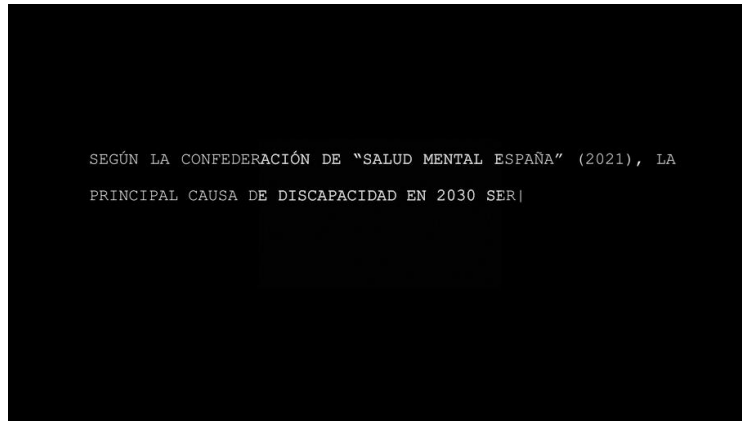 SEGÚN LA CONFEDERACIÓN DE “SALUD MENTAL ESPAÑA” (2021), LA
PRINCIPAL CAUSA DE DISCAPACIDAD EN 2030 SER|